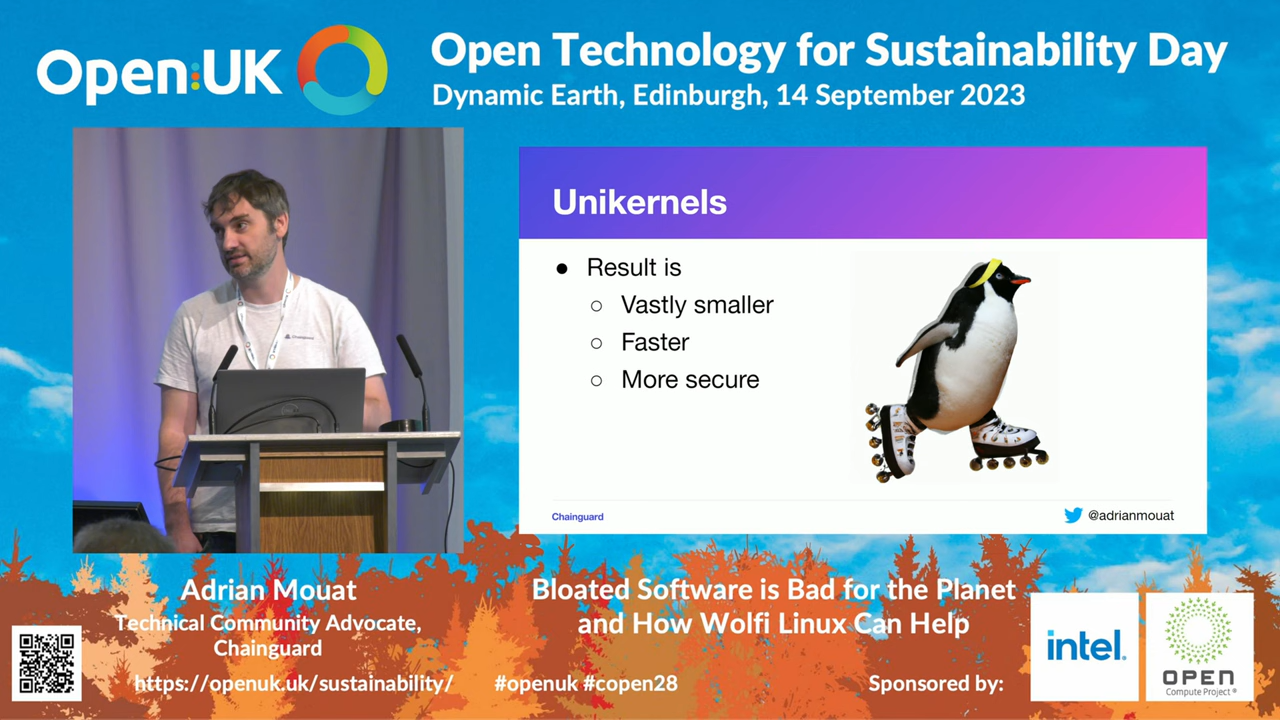 Open:UK
Open Technology for Sustainability Day
Dynamic Earth, Edinburgh, 14 September 2023
Unikernels
● Result is
○ Vastly smaller
○ Faster
○ More secure
Chainguard
@adrianmouat
Chainguard
Adrian Mouat
Technical Community Advocate,
Chainguard
Bloated Software is Bad for the Planet
and How Wolfi Linux Can Help
https://openuk.uk/sustainability/
#openuk #copen28
Sponsored by:
intel.
OPEN
Compute Project®